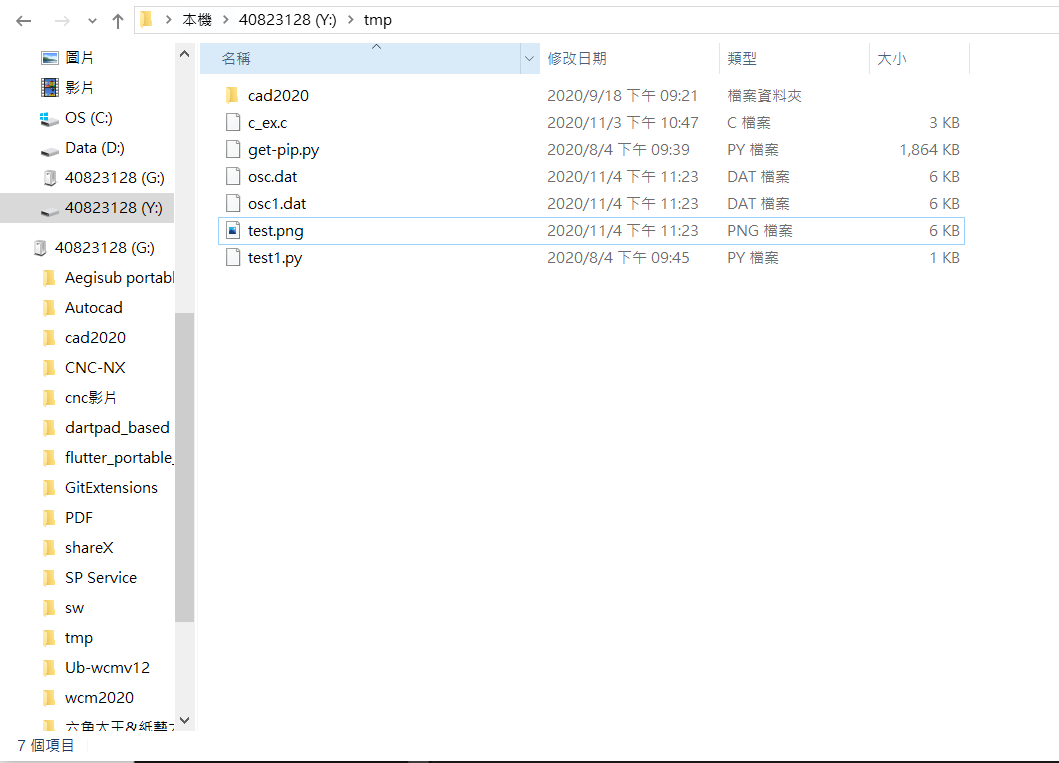 本機 > 40823128 (Y:) > tmp
圖片
影片
OS (C:)
Data (D:)
40823128 (G:)
40823128 (Y:)
40823128 (G:)
Aegisub portabl
Autocad
cad2020
CNC-NX
cnc影片
dartpad_based
flutter_portable_
GitExtensions
PDF
shareX
SP Service
sw
tmp
Ub-wcmv12
wcm2020
六角大王&紙藝
名稱 修改日期 類型 大小
cad2020 2020/9/18 下午 09:21 檔案資料夾
c_ex.c 2020/11/3 下午 10:47 C 檔案 3 KB
get-pip.py 2020/8/4 下午 09:39 PY 檔案 1,864 KB
osc.dat 2020/11/4 下午 11:23 DAT 檔案 6 KB
osc1.dat 2020/11/4 下午 11:23 DAT 檔案 6 KB
test.png 2020/11/4 下午 11:23 PNG 檔案 6 KB
test1.py 2020/8/4 下午 09:45 PY 檔案 1 KB
7 個項目